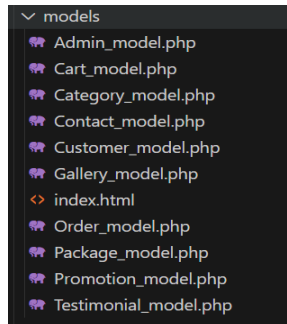 models
Admin_model.php
Cart_model.php
Category_model.php
Contact_model.php
Customer_model.php
Gallery_model.php
index.html
Order_model.php
Package_model.php
Promotion_model.php
Testimonial_model.php